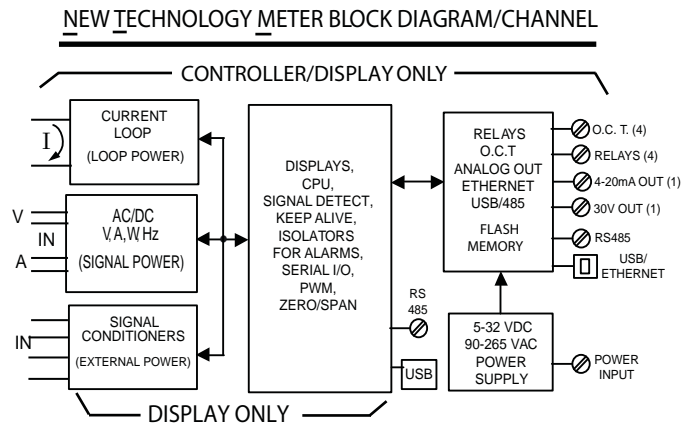 NEW TECHNOLOGY METER BLOCK DIAGRAM/CHANNEL
CONTROLLER/DISPLAY ONLY
CURRENT
LOOP
(LOOP POWER)
I
V
IN
A
AC/DC
V, A, W, Hz
(SIGNAL POWER)
IN
SIGNAL
CONDITIONERS
(EXTERNAL POWER)
DISPLAYS,
CPU,
SIGNAL DETECT,
KEEP ALIVE,
ISOLATORS
FOR ALARMS,
SERIAL I/O,
PWM,
ZERO/SPAN
RS
485
USB
RELAYS
O.C.T
ANALOG OUT
ETHERNET
USB/485
FLASH
MEMORY
O.C. T. (4)
RELAYS (4)
4-20mA OUT (1)
30V OUT (1)
RS485
USB/
ETHERNET
5-32 VDC
90-265 VAC
POWER
SUPPLY
POWER
INPUT
DISPLAY ONLY